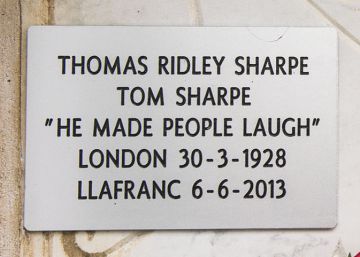 THOMAS RIDLEY SHARPE
TOM SHARPE
"HE MADE PEOPLE LAUGH"
LONDON 30-3-1928
LLAFRANC 6-6-2013